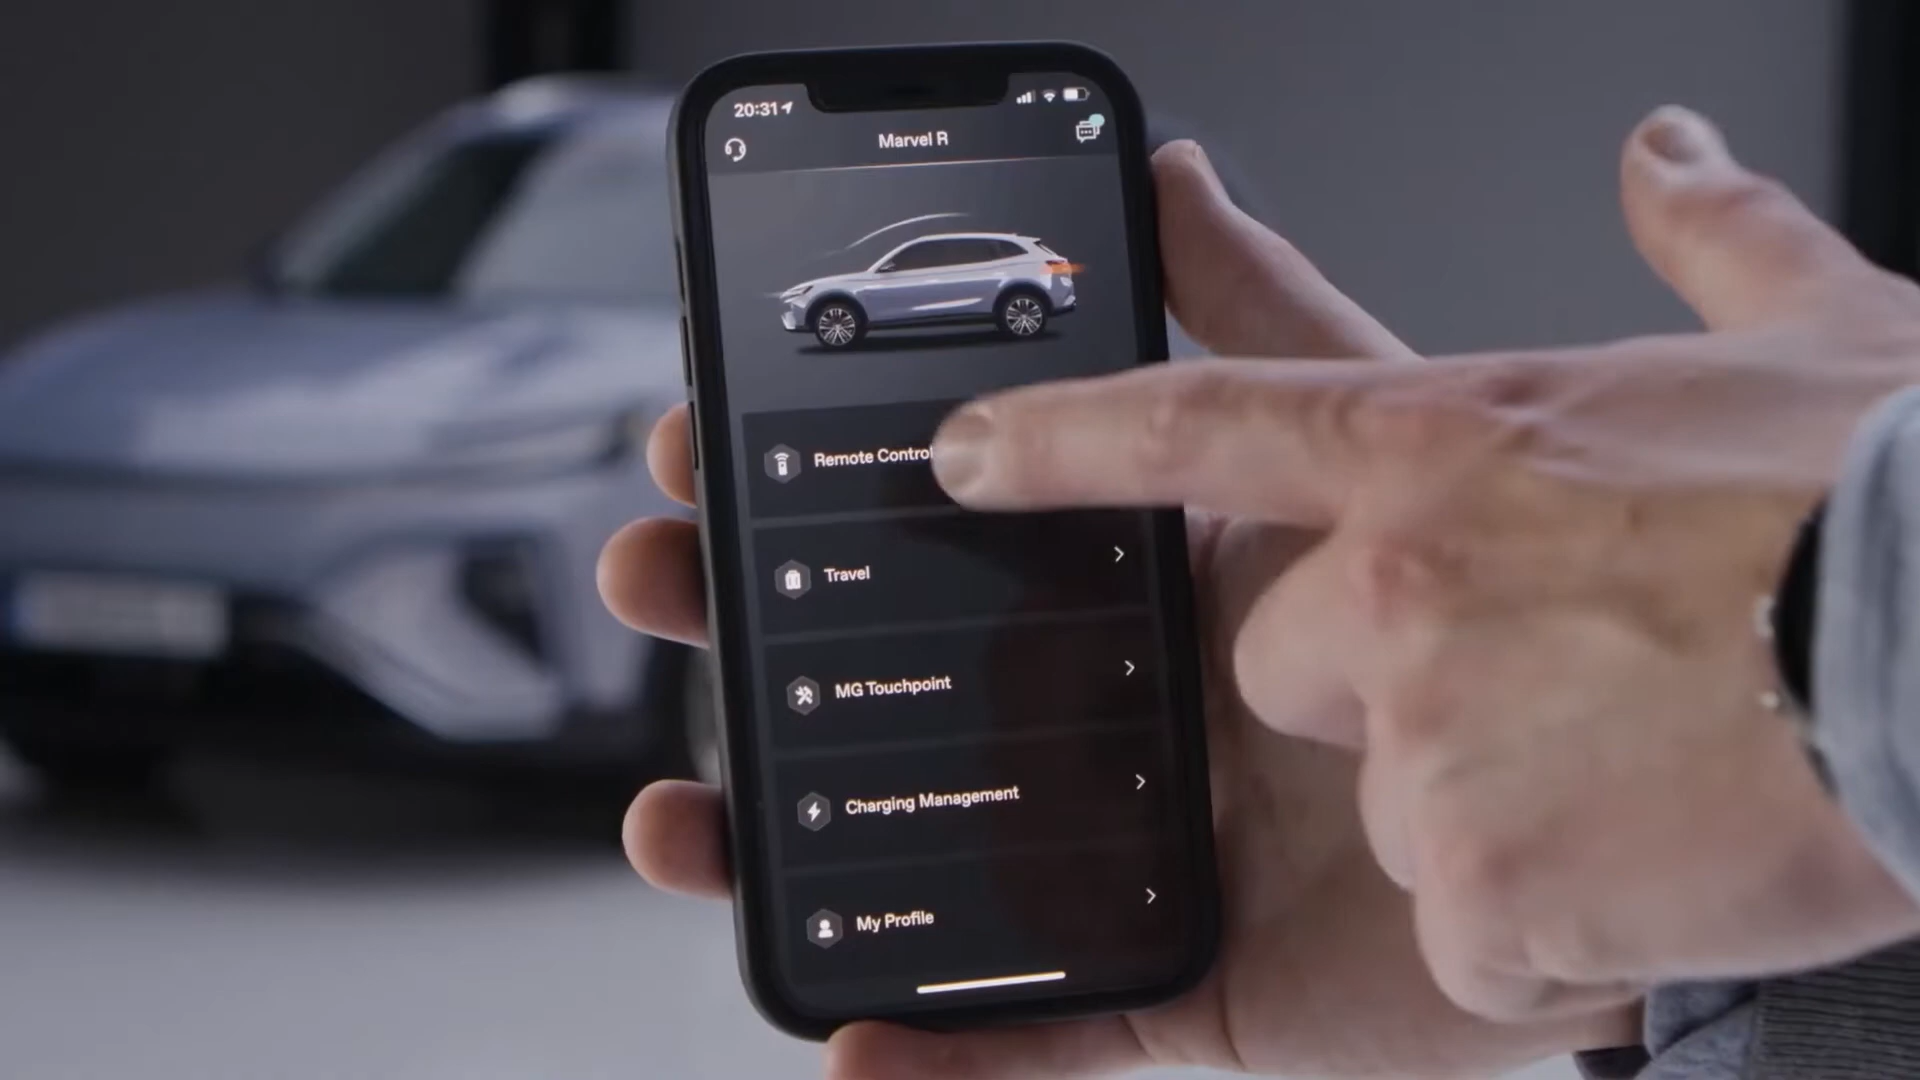 20:31
Marvel R
Remote Control
Travel
MG Touchpoint
Charging Management
My Profile